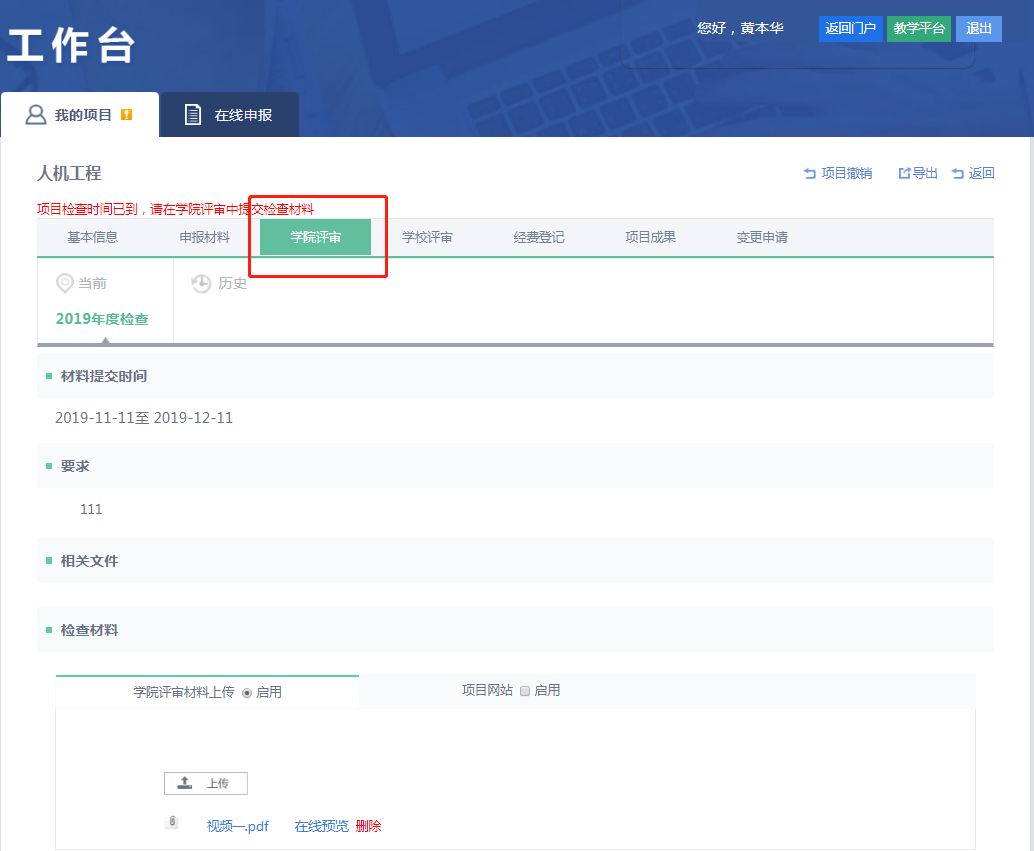 工作台
您好，黄本华 返回门户 教学平台 退出
我的项目 在线申报
人机工程 项目撤销 导出 返回
项目检查时间已到，请在学院评审中提交检查材料
基本信息 申报材料 学院评审 学校评审 经费登记 项目成果 变更申请
当前 历史
2019年度检查
材料提交时间
2019-11-11至 2019-12-11
要求
111
相关文件
检查材料
学院评审材料上传 启用 项目网站 启用
上传
视频一.pdf 在线预览 删除